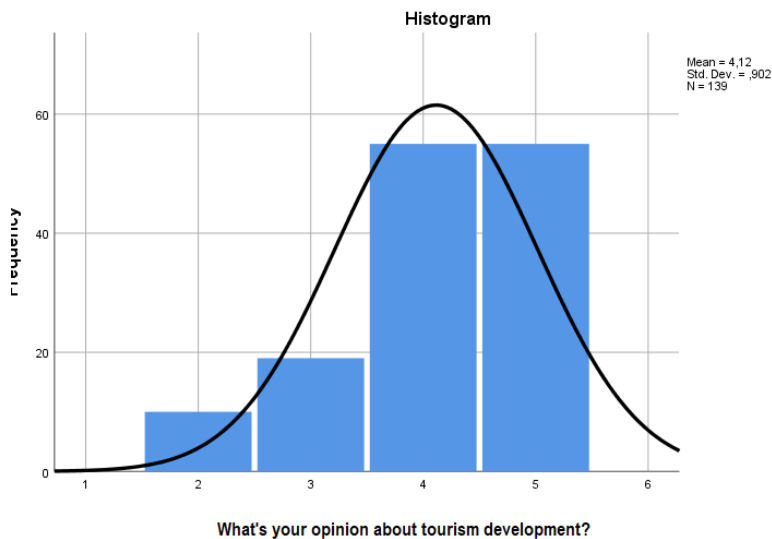 Histogram
Mean = 4,12
Std. Dev. = ,902
N = 139
Frequency
60
40
20
0
1 2 3 4 5 6
What's your opinion about tourism development?